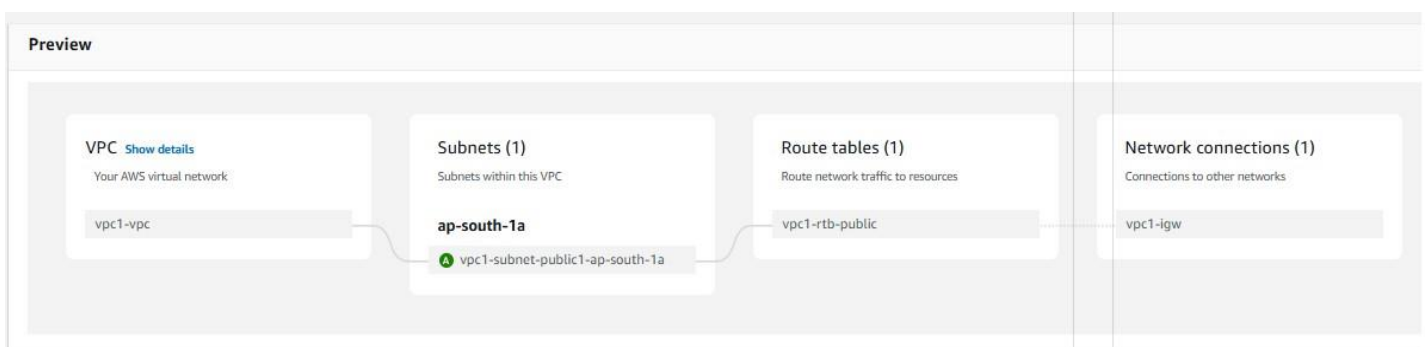 Preview
VPC Show details
Your AWS virtual network
vpc1-vpc
Subnets (1)
Subnets within this VPC
ap-south-1a
A vpc1-subnet-public1-ap-south-1a
Route tables (1)
Route network traffic to resources
vpc1-rtb-public
Network connections (1)
Connections to other networks
vpc1-igw